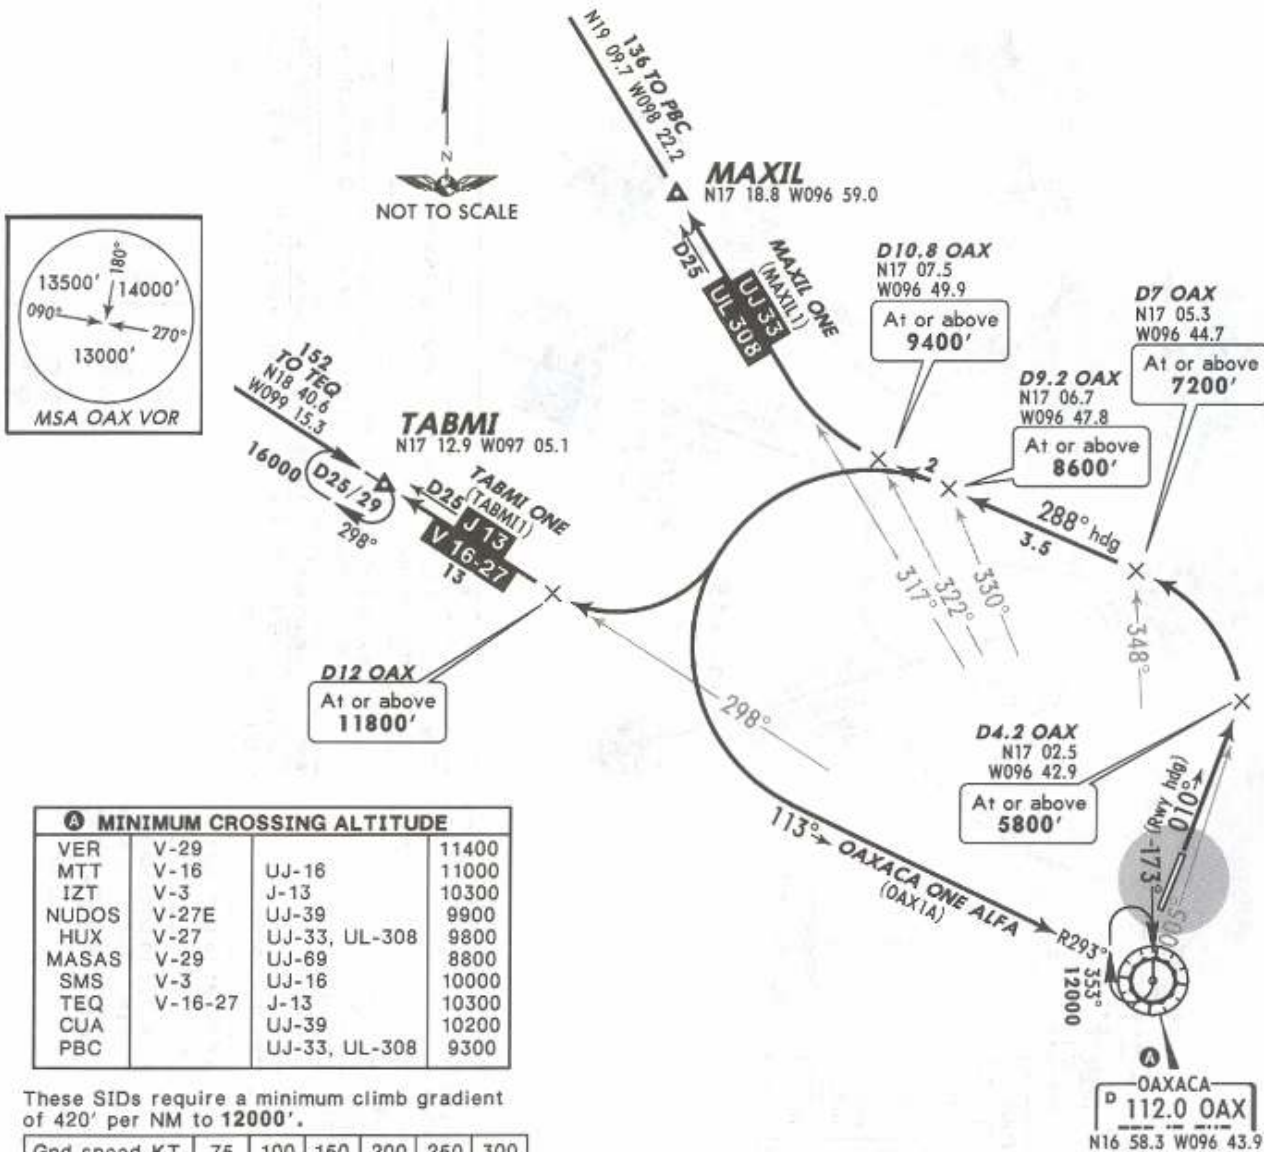 136 TO PBC
N19 09.7 W098 22.2
MAXIL
N17 18.8 W096 59.0
N
NOT TO SCALE
13500'
180°
14000'
090°
270°
13000'
MSA OAX VOR
D25
UJ 33
UL 308
MAXIL ONE
(MAXIL1)
D10.8 OAX
N17 07.5
W096 49.9
At or above
9400'
D7 OAX
N17 05.3
W096 44.7
At or above
7200'
D9.2 OAX
N17 06.7
W096 47.8
At or above
8600'
152
TO TEQ
N18 40.6
W099 15.3
TABMI
N17 12.9 W097 05.1
16000
D25/29
298°
D25
TABMI ONE
(TABMI1)
J 13
V 16-27
13
2
288° hdg
3.5
317°
322°
330°
348°
298°
D12 OAX
At or above
11800'
D4.2 OAX
N17 02.5
W096 42.9
At or above
5800'
(Rwy hdg)
010°
173°
005°
113°
OAXACA ONE ALFA
(OAX1A)
R293°
353°
12000
A
OAXACA
D 112.0 OAX
N16 58.3 W096 43.9
A MINIMUM CROSSING ALTITUDE
VER V-29 11400
MTT V-16 UJ-16 11000
IZT V-3 J-13 10300
NUDOS V-27E UJ-39 9900
HUX V-27 UJ-33, UL-308 9800
MASAS V-29 UJ-69 8800
SMS V-3 UJ-16 10000
TEQ V-16-27 J-13 10300
CUA UJ-39 10200
PBC UJ-33, UL-308 9300
These SIDs require a minimum climb gradient
of 420' per NM to 12000'.
Gnd speed-KT 75 100 150 200 250 300